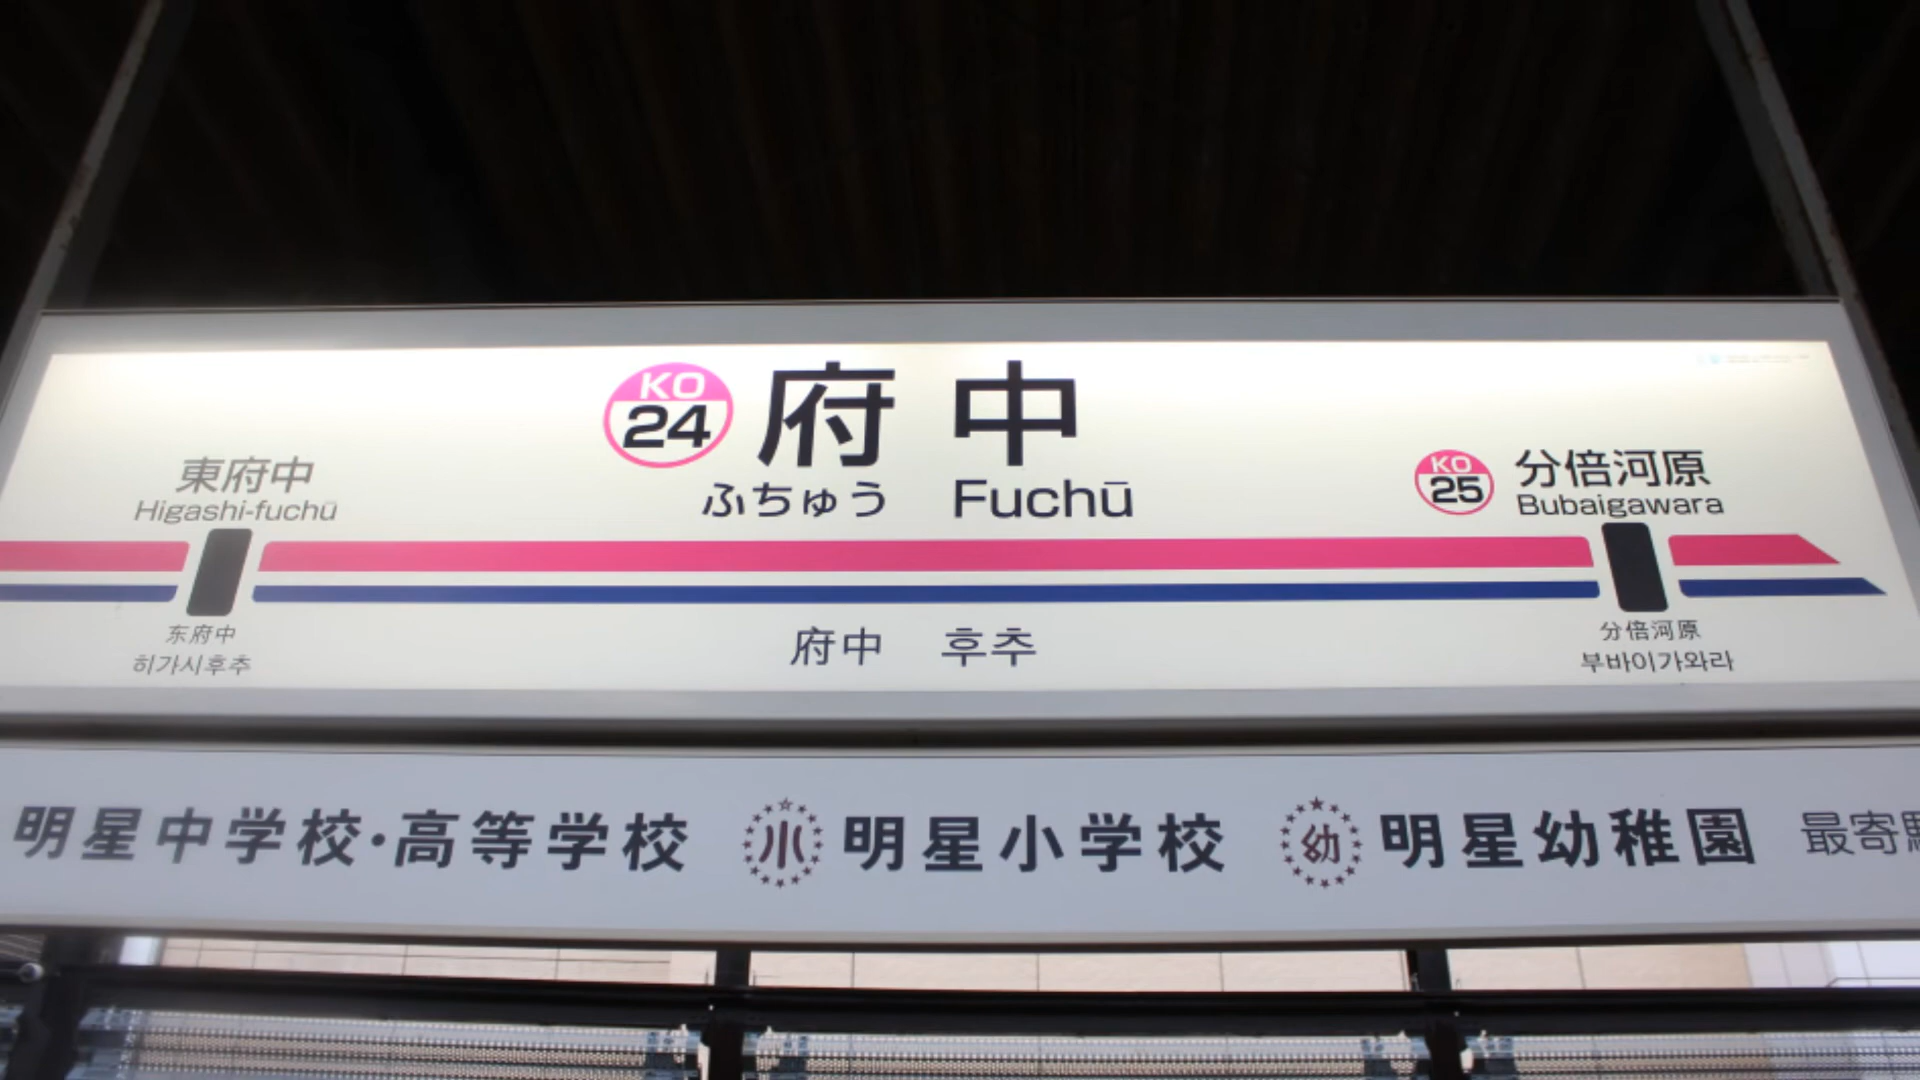 KO
24
府中
ふちゅう Fuchū
東府中
Higashi-fuchū
KO
25
分倍河原
Bubaigawara
东府中
히가시후추
府中 후추
分倍河原
부바이가와라
明星中学校・高等学校 小 明星小学校 幼 明星幼稚園 最寄駅